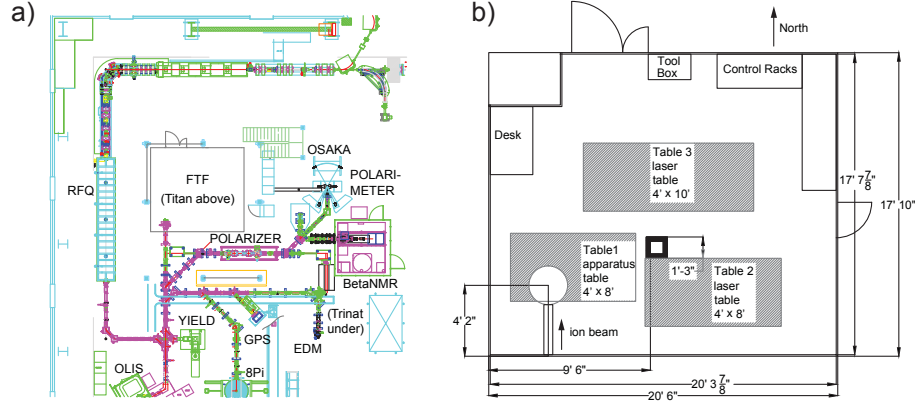 a)
OSAKA
POLARI-
METER
FTF
(Titan above)
RFQ
POLARIZER
BetaNMR
(Trinat
under)
YIELD
GPS
EDM
OLIS
8Pi
b)
North
Tool
Box
Control Racks
Desk
Table 3
laser
table
4' x 10'
17' 7 7/8"
17' 10"
Table1
apparatus
table
4' x 8'
1'-3"
Table 2
laser
table
4' x 8'
4' 2"
ion beam
9' 6"
20' 3 7/8"
20' 6"